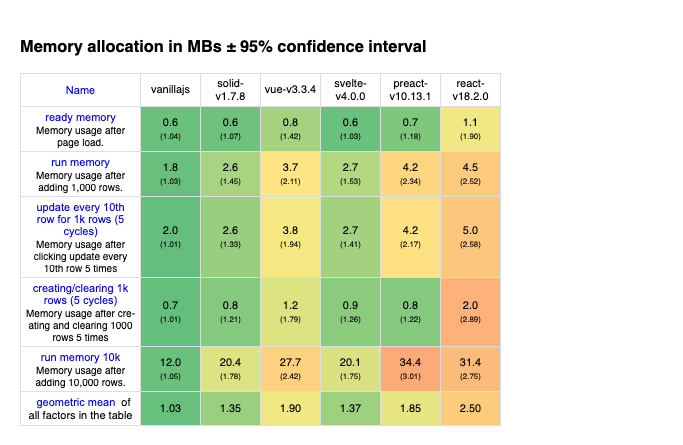 Memory allocation in MBs ± 95% confidence interval
Name vanillajs solid-v1.7.8 vue-v3.3.4 svelte-v4.0.0 preact-v10.13.1 react-v18.2.0
ready memory
Memory usage after
page load.
0.6 0.6 0.8 0.6 0.7 1.1
(1.04) (1.07) (1.42) (1.03) (1.18) (1.90)
run memory
Memory usage after
adding 1,000 rows.
1.8 2.6 3.7 2.7 4.2 4.5
(1.03) (1.45) (2.11) (1.53) (2.34) (2.52)
update every 10th
row for 1k rows (5
cycles)
Memory usage after
clicking update every
10th row 5 times
2.0 2.6 3.8 2.7 4.2 5.0
(1.01) (1.33) (1.94) (1.41) (2.17) (2.58)
creating/clearing 1k
rows (5 cycles)
Memory usage after cre-
ating and clearing 1000
rows 5 times
0.7 0.8 1.2 0.9 0.8 2.0
(1.01) (1.21) (1.79) (1.26) (1.22) (2.89)
run memory 10k
Memory usage after
adding 10,000 rows.
12.0 20.4 27.7 20.1 34.4 31.4
(1.05) (1.78) (2.42) (1.75) (3.01) (2.75)
geometric mean of
all factors in the table
1.03 1.35 1.90 1.37 1.85 2.50